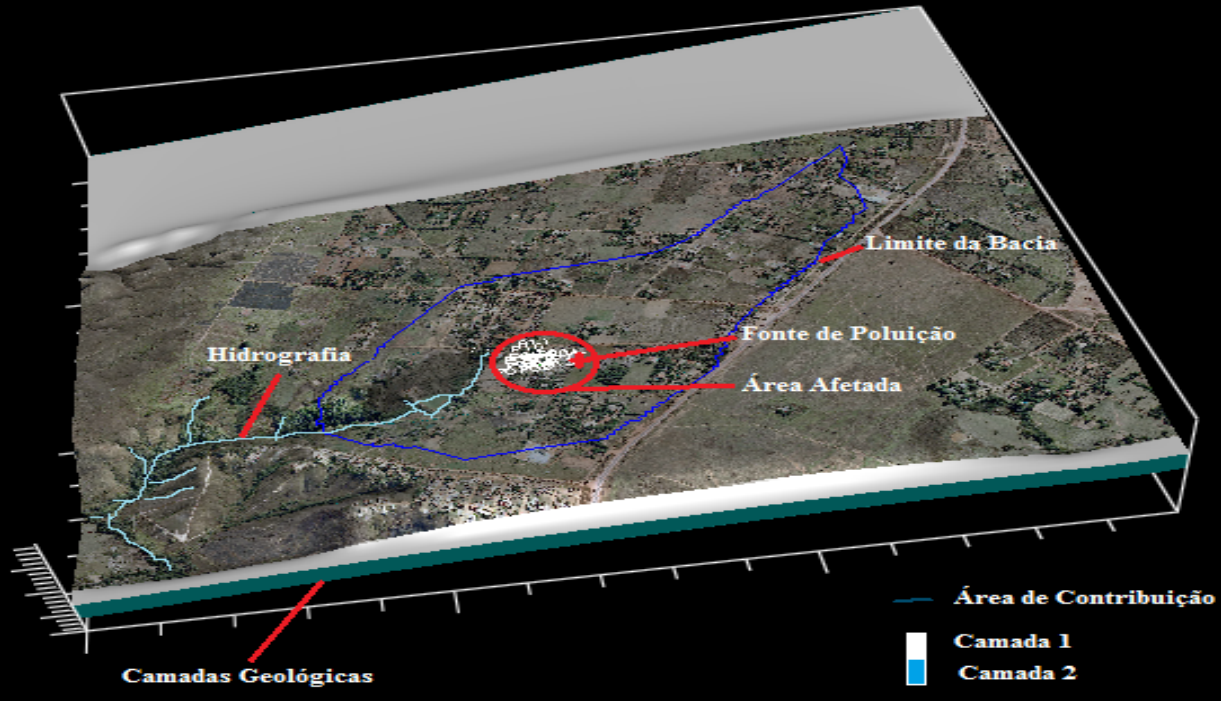 Limite da Bacia
Fonte de Poluição
Hidrografia
Área Afetada
Área de Contribuição
Camada 1
Camada 2
Camadas Geológicas